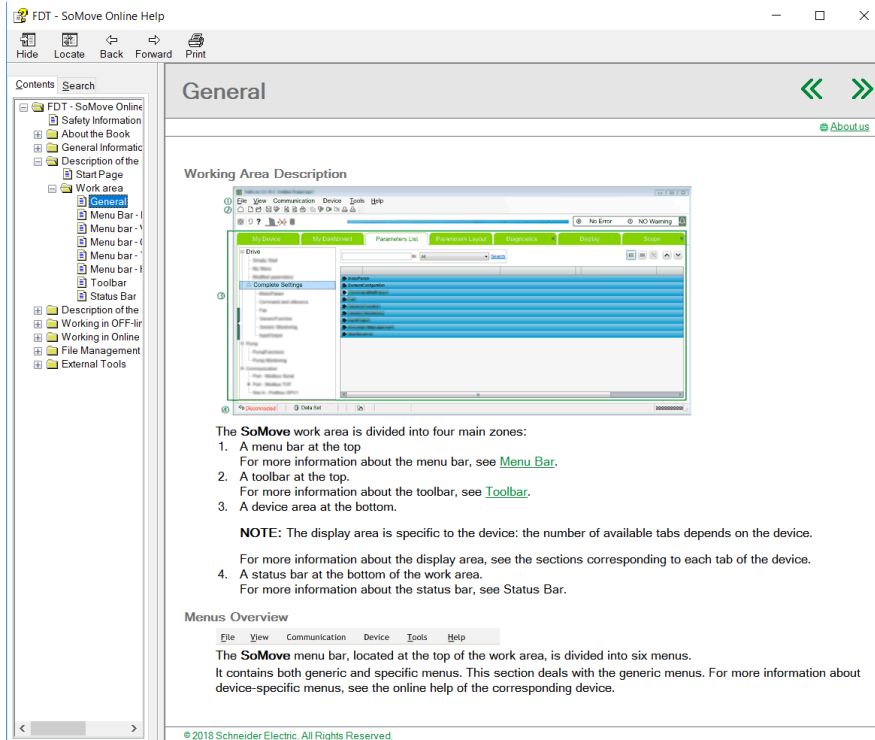 FDT - SoMove Online Help
Hide Locate Back Forward Print
Contents Search
FDT - SoMove Online
Safety Information
About the Book
General Informatic
Description of the
Start Page
Work area
General
Menu Bar -
Menu bar -
Menu bar -
Menu bar -
Menu bar -
Toolbar
Status Bar
Description of the
Working in OFF-lin
Working in Online
File Management
External Tools
General
About us
Working Area Description
1 File View Communication Device Tools Help
2
No Error NO Warning
My Device My Dashboard Parameters List Parameters Layout Diagnostics Display Scope
Drive
In All Search
Complete Settings
3
4 Disconnected Data Set
The SoMove work area is divided into four main zones:
1. A menu bar at the top
For more information about the menu bar, see Menu Bar.
2. A toolbar at the top.
For more information about the toolbar, see Toolbar.
3. A device area at the bottom.
NOTE: The display area is specific to the device: the number of available tabs depends on the device.
For more information about the display area, see the sections corresponding to each tab of the device.
4. A status bar at the bottom of the work area.
For more information about the status bar, see Status Bar.
Menus Overview
File View Communication Device Tools Help
The SoMove menu bar, located at the top of the work area, is divided into six menus.
It contains both generic and specific menus. This section deals with the generic menus. For more information about
device-specific menus, see the online help of the corresponding device.
© 2018 Schneider Electric. All Rights Reserved.